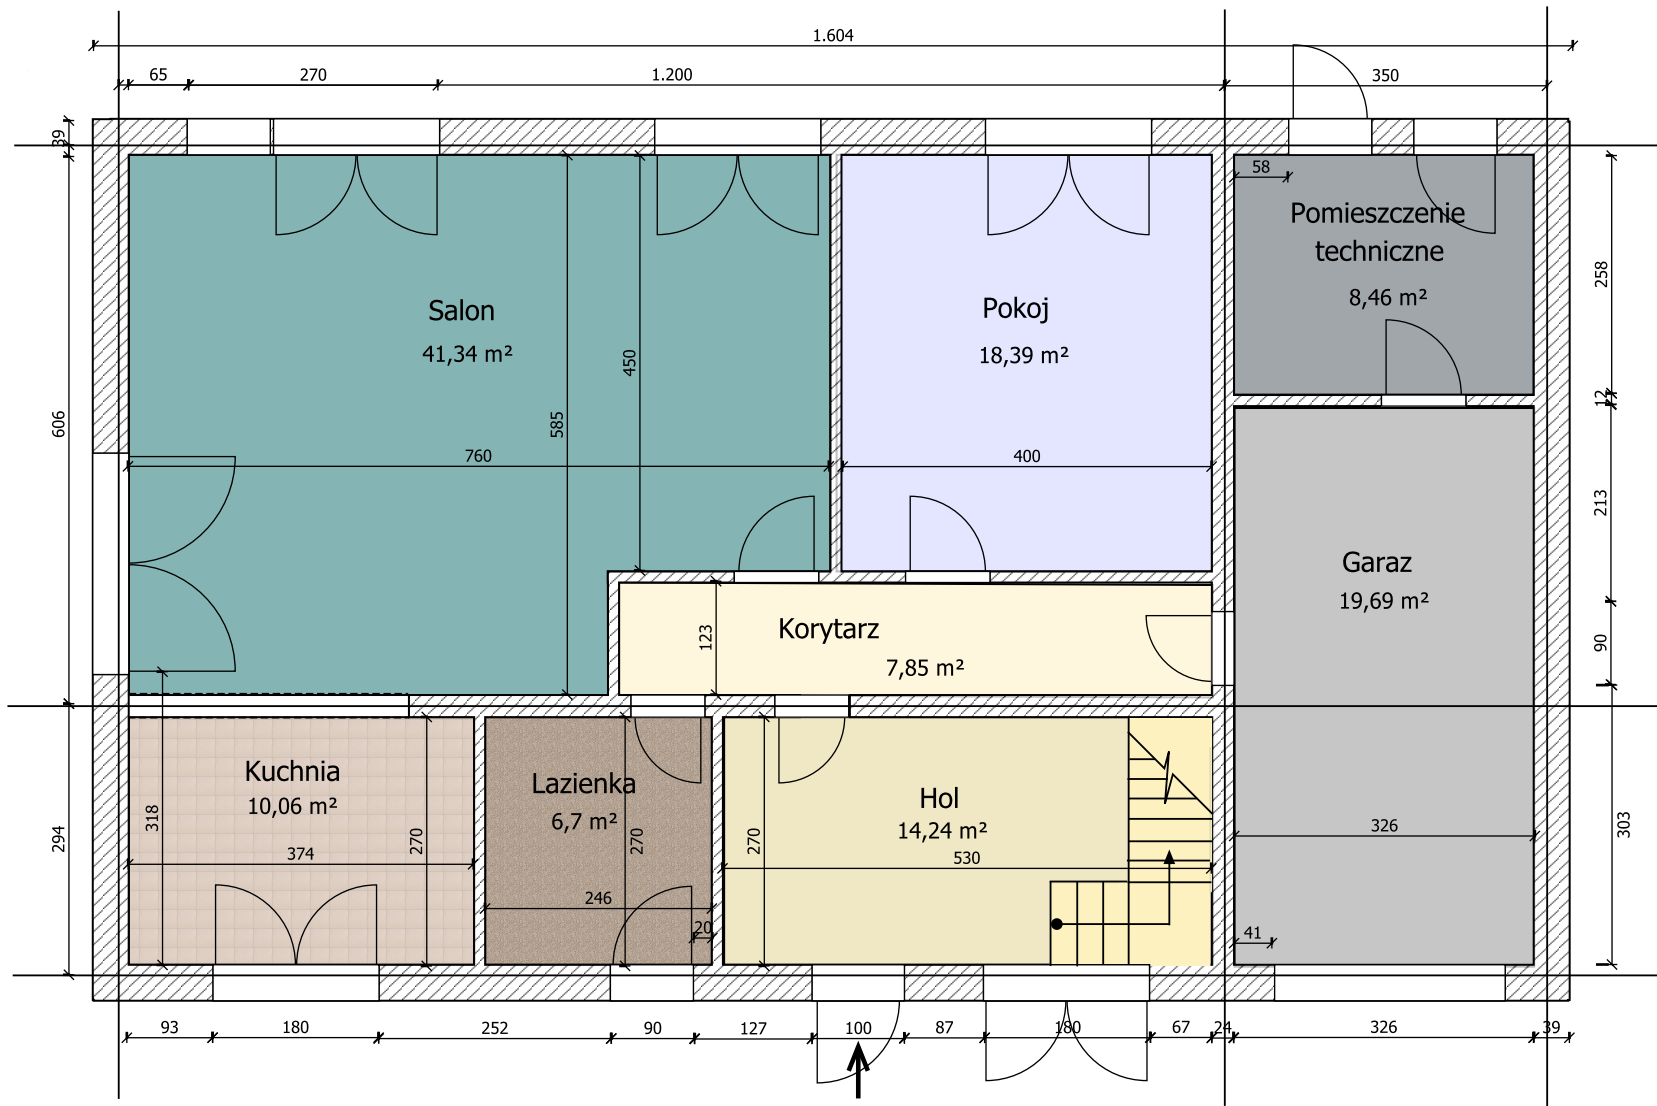 1.604
65
270
1.200
350
39
58
Pomieszczenie
techniczne
8,46 m²
258
Salon
41,34 m²
Pokoj
18,39 m²
450
585
606
12
760
400
213
Garaz
19,69 m²
123
Korytarz
7,85 m²
90
Kuchnia
10,06 m²
Lazienka
6,7 m²
Hol
14,24 m²
318
270
270
270
294
303
326
374
530
246
20
41
93
180
252
90
127
100
87
180
67
24
326
39